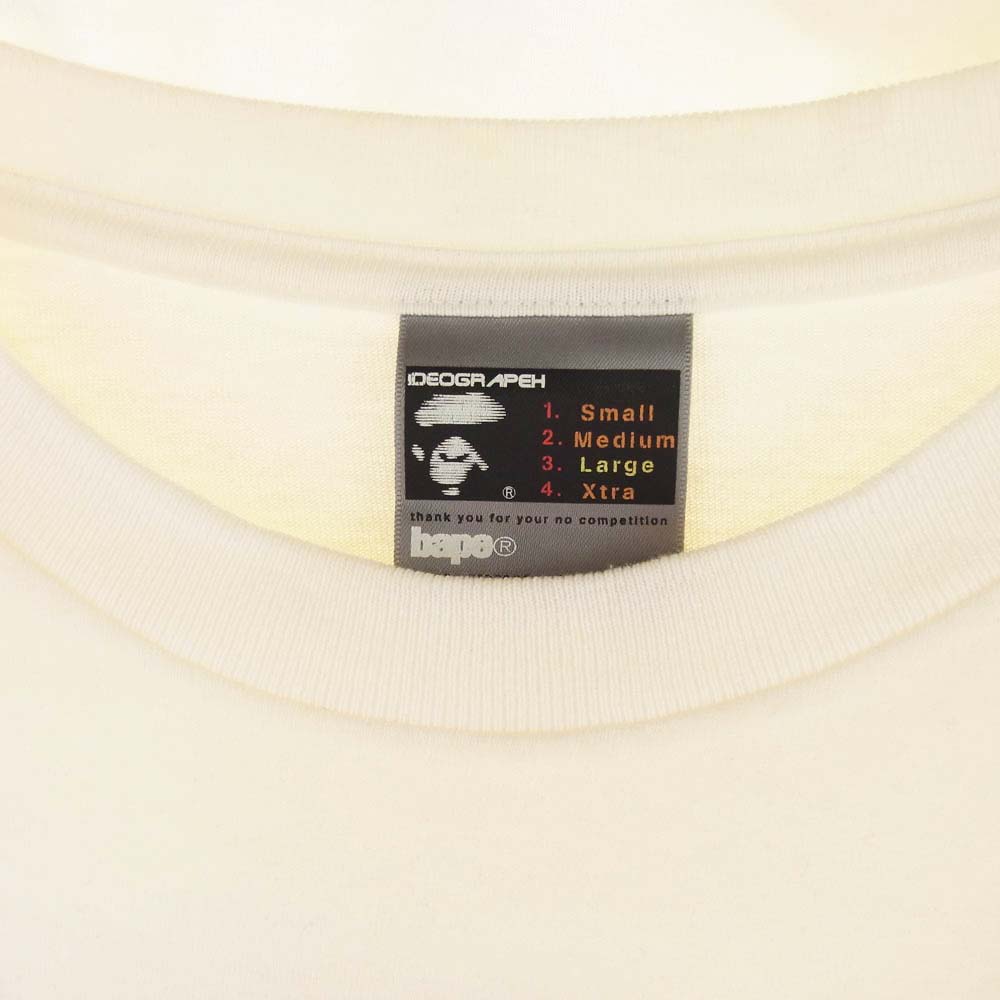 IDEOGRAPEH
1. Small
2. Medium
3. Large
4. Xtra
®
thank you for your no competition
bape®